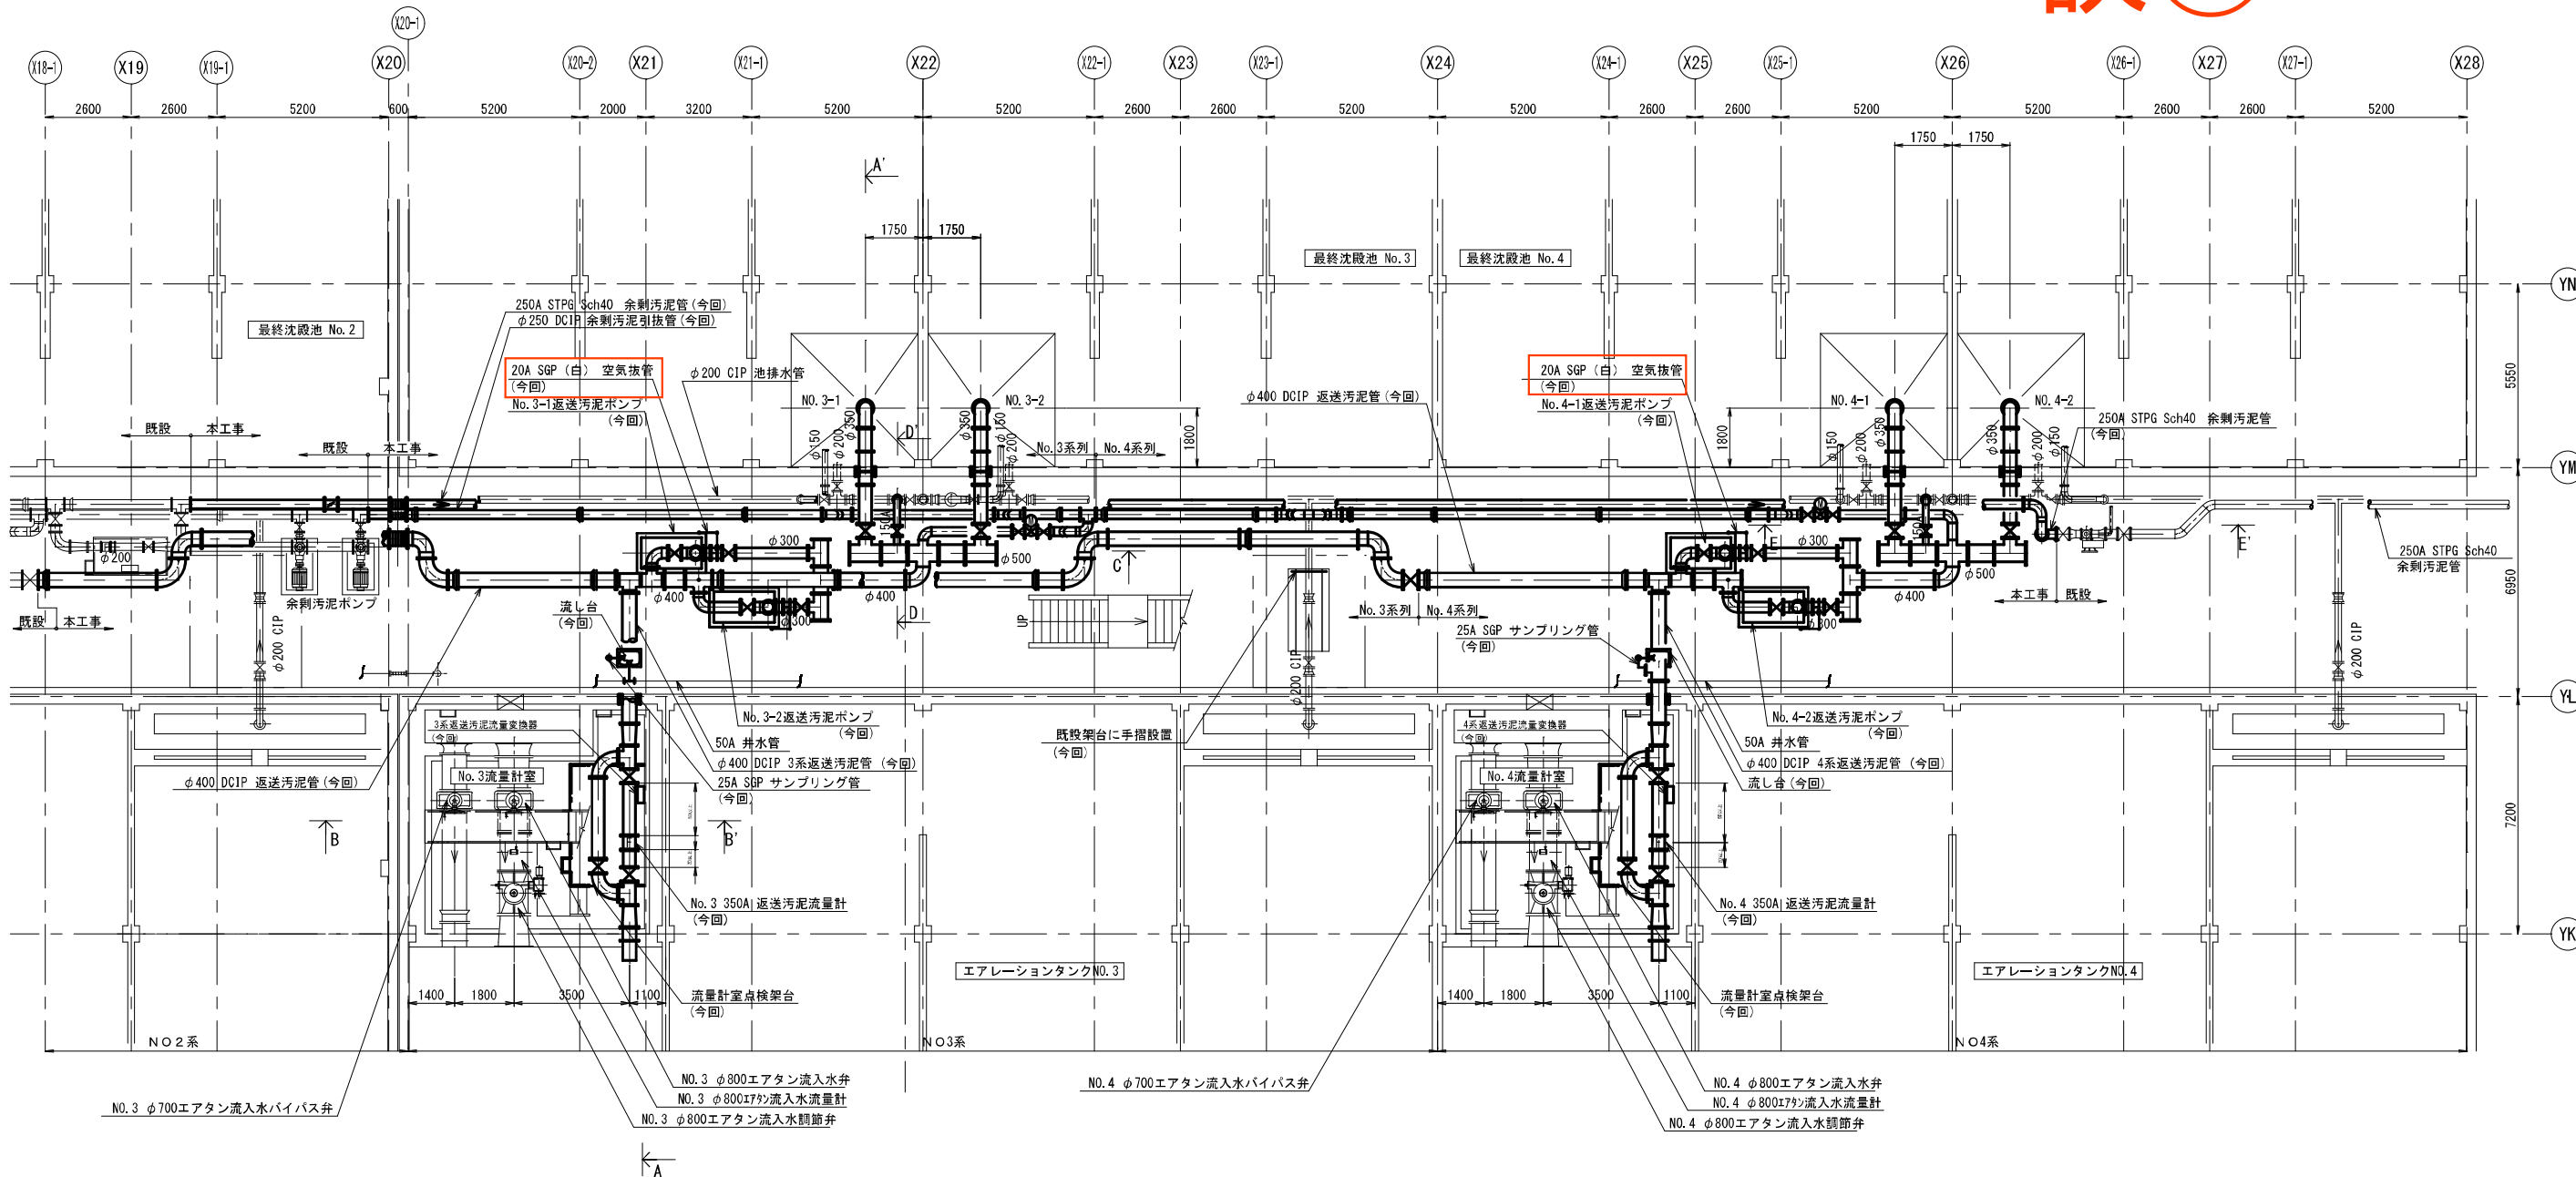 X20-1
X18-1 X19 X19-1 X20 X20-2 X21 X21-1 X22 X22-1 X23 X23-1 X24 X24-1 X25 X25-1 X26 X26-1 X27 X27-1 X28
2600 2600 5200 600 5200 2000 3200 5200 5200 2600 2600 5200 5200 2600 2600 5200 5200 2600 2600 5200
1750 1750
A'
1750 1750
最終沈殿池 No.3 最終沈殿池 No.4
YN
250A STPG Sch40 余剰汚泥管(今回)
φ250 DCIP 余剰汚泥引抜管(今回)
最終沈殿池 No.2
20A SGP (白) 空気抜管
(今回)
φ200 CIP 池排水管
20A SGP (白) 空気抜管
(今回)
5550
No.3-1返送汚泥ポンプ
(今回)
NO.3-1 NO.3-2
φ400 DCIP 返送汚泥管(今回)
No.4-1返送汚泥ポンプ
(今回)
NO.4-1 NO.4-2
250A STPG Sch40 余剰汚泥管
(今回)
既設 本工事
既設 本工事
φ150 φ200 φ350 φ350 φ150 φ200
D'
No.3系列 No.4系列
1800
1800
φ150 φ200 φ350 φ350 φ200 φ150
YM
150A
φ200
φ300
φ500
C
E
φ300
φ500
E'
250A STPG Sch40
余剰汚泥管
余剰汚泥ポンプ
φ400
φ400
φ400
6950
流し台
(今回)
φ300
D
UP
No.3系列 No.4系列
φ300
本工事 既設
既設 本工事
φ200 CIP
25A SGP サンプリング管
(今回)
φ200 CIP
φ200 CIP
YL
3系返送汚泥流量変換器
(今回)
No.3-2返送汚泥ポンプ
(今回)
既設架台に手摺設置
(今回)
4系返送汚泥流量変換器
(今回)
No.4-2返送汚泥ポンプ
(今回)
50A 井水管
50A 井水管
φ400 DCIP 3系返送汚泥管 (今回)
φ400 DCIP 4系返送汚泥管 (今回)
φ400 DCIP 返送汚泥管(今回)
No.3流量計室
25A SGP サンプリング管
(今回)
No.4流量計室
流し台(今回)
B B'
7200
No.3 350A 返送汚泥流量計
(今回)
No.4 350A 返送汚泥流量計
(今回)
YK
エアレーションタンクNO.3
エアレーションタンクNO.4
1400 1800 3500 1100
流量計室点検架台
(今回)
1400 1800 3500 1100
流量計室点検架台
(今回)
NO2系 NO3系 NO4系
NO.3 φ700エアタン流入水バイパス弁
NO.3 φ800エアタン流入水弁
NO.3 φ800エアタン流入水流量計
NO.3 φ800エアタン流入水調節弁
NO.4 φ700エアタン流入水バイパス弁
NO.4 φ800エアタン流入水弁
NO.4 φ800エアタン流入水流量計
NO.4 φ800エアタン流入水調節弁
A